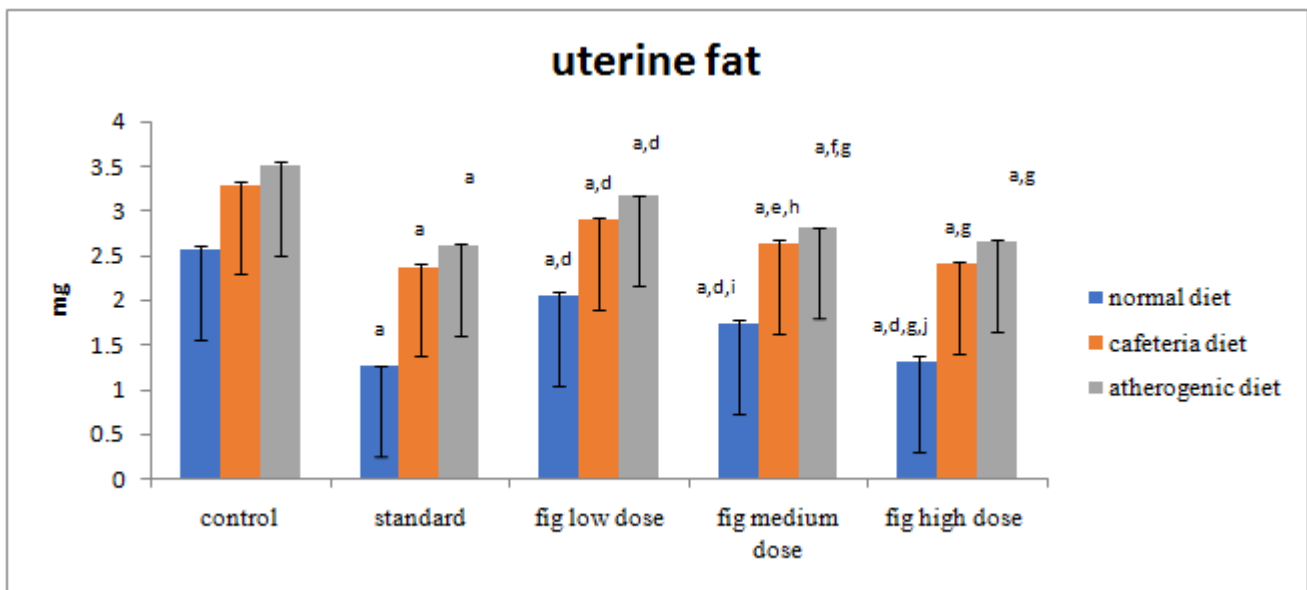 uterine fat
mg
4
3.5
3
2.5
2
1.5
1
0.5
0
a
a
a
a,d
a,d
a,d
a,d,i
a,e,h
a,f,g
a,d,g,j
a,g
a,g
control
standard
fig low dose
fig medium
dose
fig high dose
normal diet
cafeteria diet
atherogenic diet